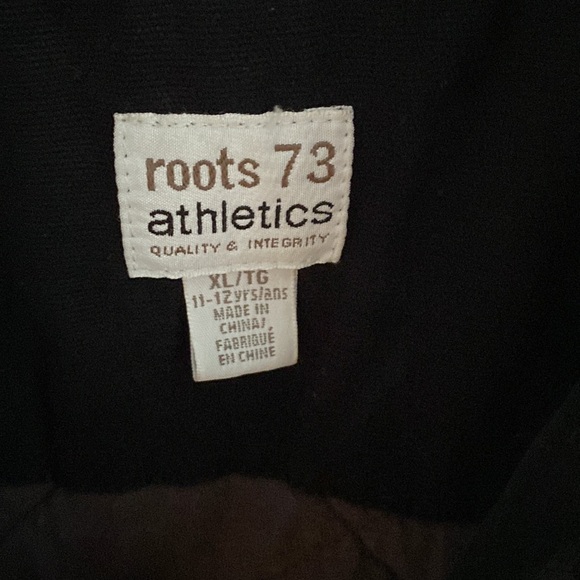 roots 73
athletics
QUALITY & INTEGRITY
XL/TG
11-12yrs/ans
MADE IN
CHINA/,
FABRIQUÉ
EN CHINE